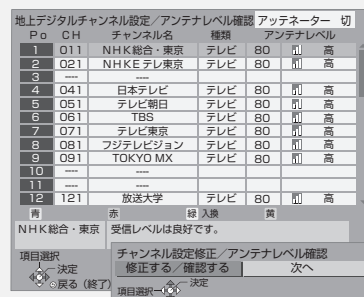 地上デジタルチャンネル設定／アンテナレベル確認 アッテネーター 切
Po CH チャンネル名 種類 アンテナレベル
1 011 NHK総合・東京 テレビ 80 高
2 021 NHKEテレ東京 テレビ 80 高
3 ---- ----
4 041 日本テレビ テレビ 80 高
5 051 テレビ朝日 テレビ 80 高
6 061 TBS テレビ 80 高
7 071 テレビ東京 テレビ 80 高
8 081 フジテレビジョン テレビ 80 高
9 091 TOKYO MX テレビ 80 高
10 ---- ----
11 ---- ----
12 121 放送大学 テレビ 80 高
青 赤 緑 入換 黄
NHK総合・東京 受信レベルは良好です。
項目選択
決定
戻る（終了）
チャンネル設定修正／アンテナレベル確認
修正する／確認する 次へ
項目選択 決定